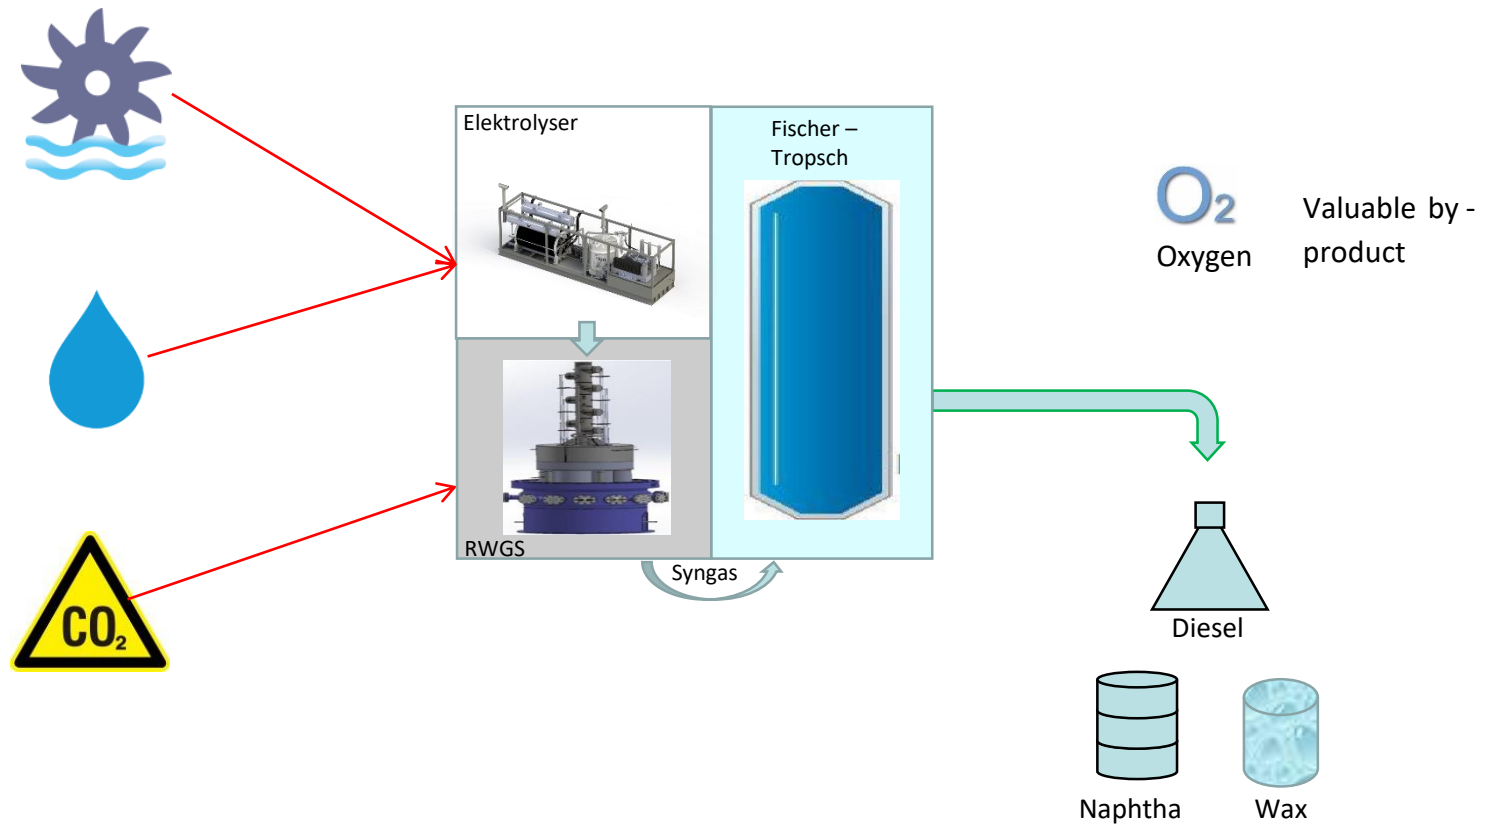 Elektrolyser
Fischer –
Tropsch
O2
Oxygen
Valuable by -
product
CO2
RWGS
Syngas
Diesel
Naphtha
Wax